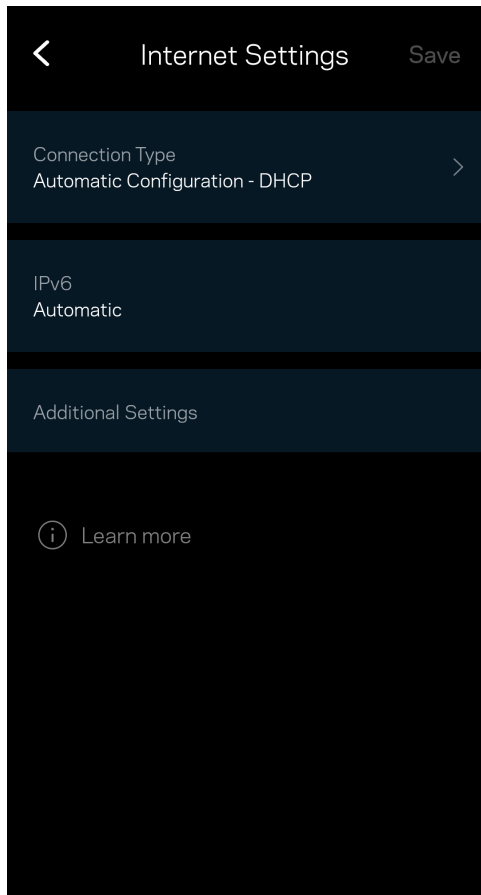 Internet Settings
Save
Connection Type
Automatic Configuration - DHCP
IPv6
Automatic
Additional Settings
Learn more